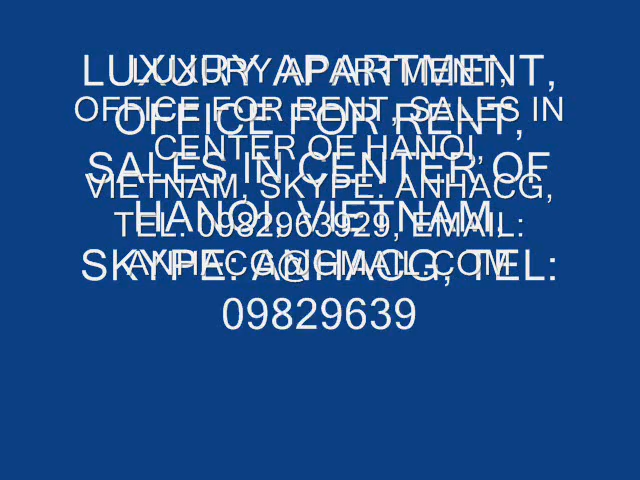 LUXURY APARTMENT,
OFFICE FOR RENT,
SALES IN CENTER OF
HANOI, VIETNAM,
SKYPE: ANHACG, TEL:
09829639
LUXURY APARTMENT,
OFFICE FOR RENT, SALES IN
CENTER OF HANOI,
VIETNAM, SKYPE: ANHACG,
TEL: 0982963929, EMAIL:
ANHACG@GMAIL.COM